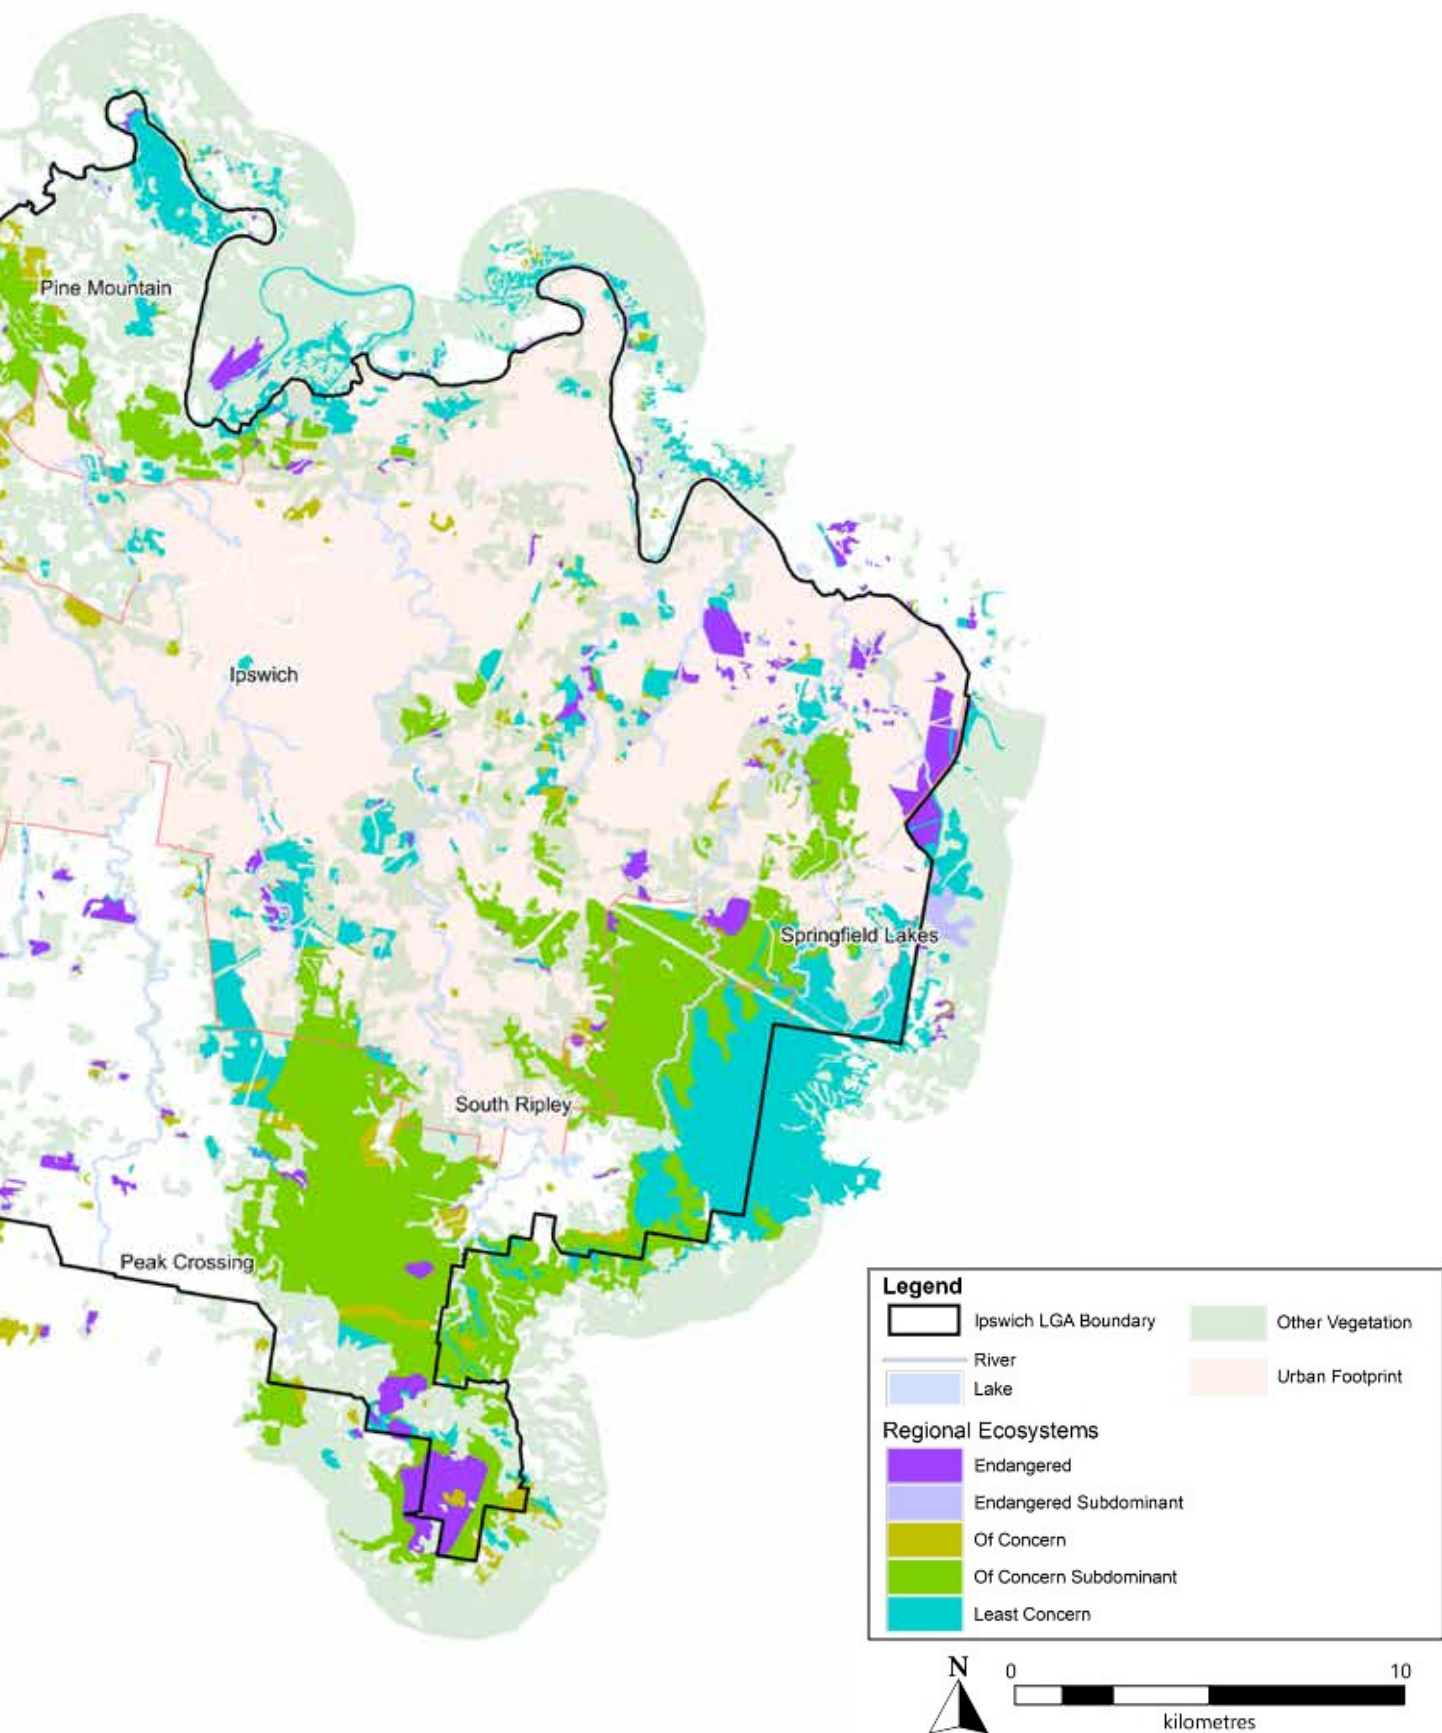 Pine Mountain
Ipswich
Springfield Lakes
South Ripley
Peak Crossing
Legend
Ipswich LGA Boundary
Other Vegetation
River
Lake
Urban Footprint
Regional Ecosystems
Endangered
Endangered Subdominant
Of Concern
Of Concern Subdominant
Least Concern
N
0 10
kilometres